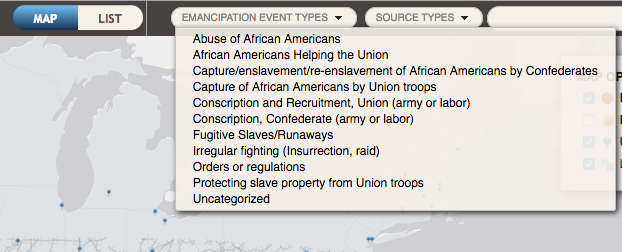 MAP LIST EMANCIPATION EVENT TYPES SOURCE TYPES
Abuse of African Americans
African Americans Helping the Union
Capture/enslavement/re-enslavement of African Americans by Confederates
Capture of African Americans by Union troops
Conscription and Recruitment, Union (army or labor)
Conscription, Confederate (army or labor)
Fugitive Slaves/Runaways
Irregular fighting (Insurrection, raid)
Orders or regulations
Protecting slave property from Union troops
Uncategorized
MAP